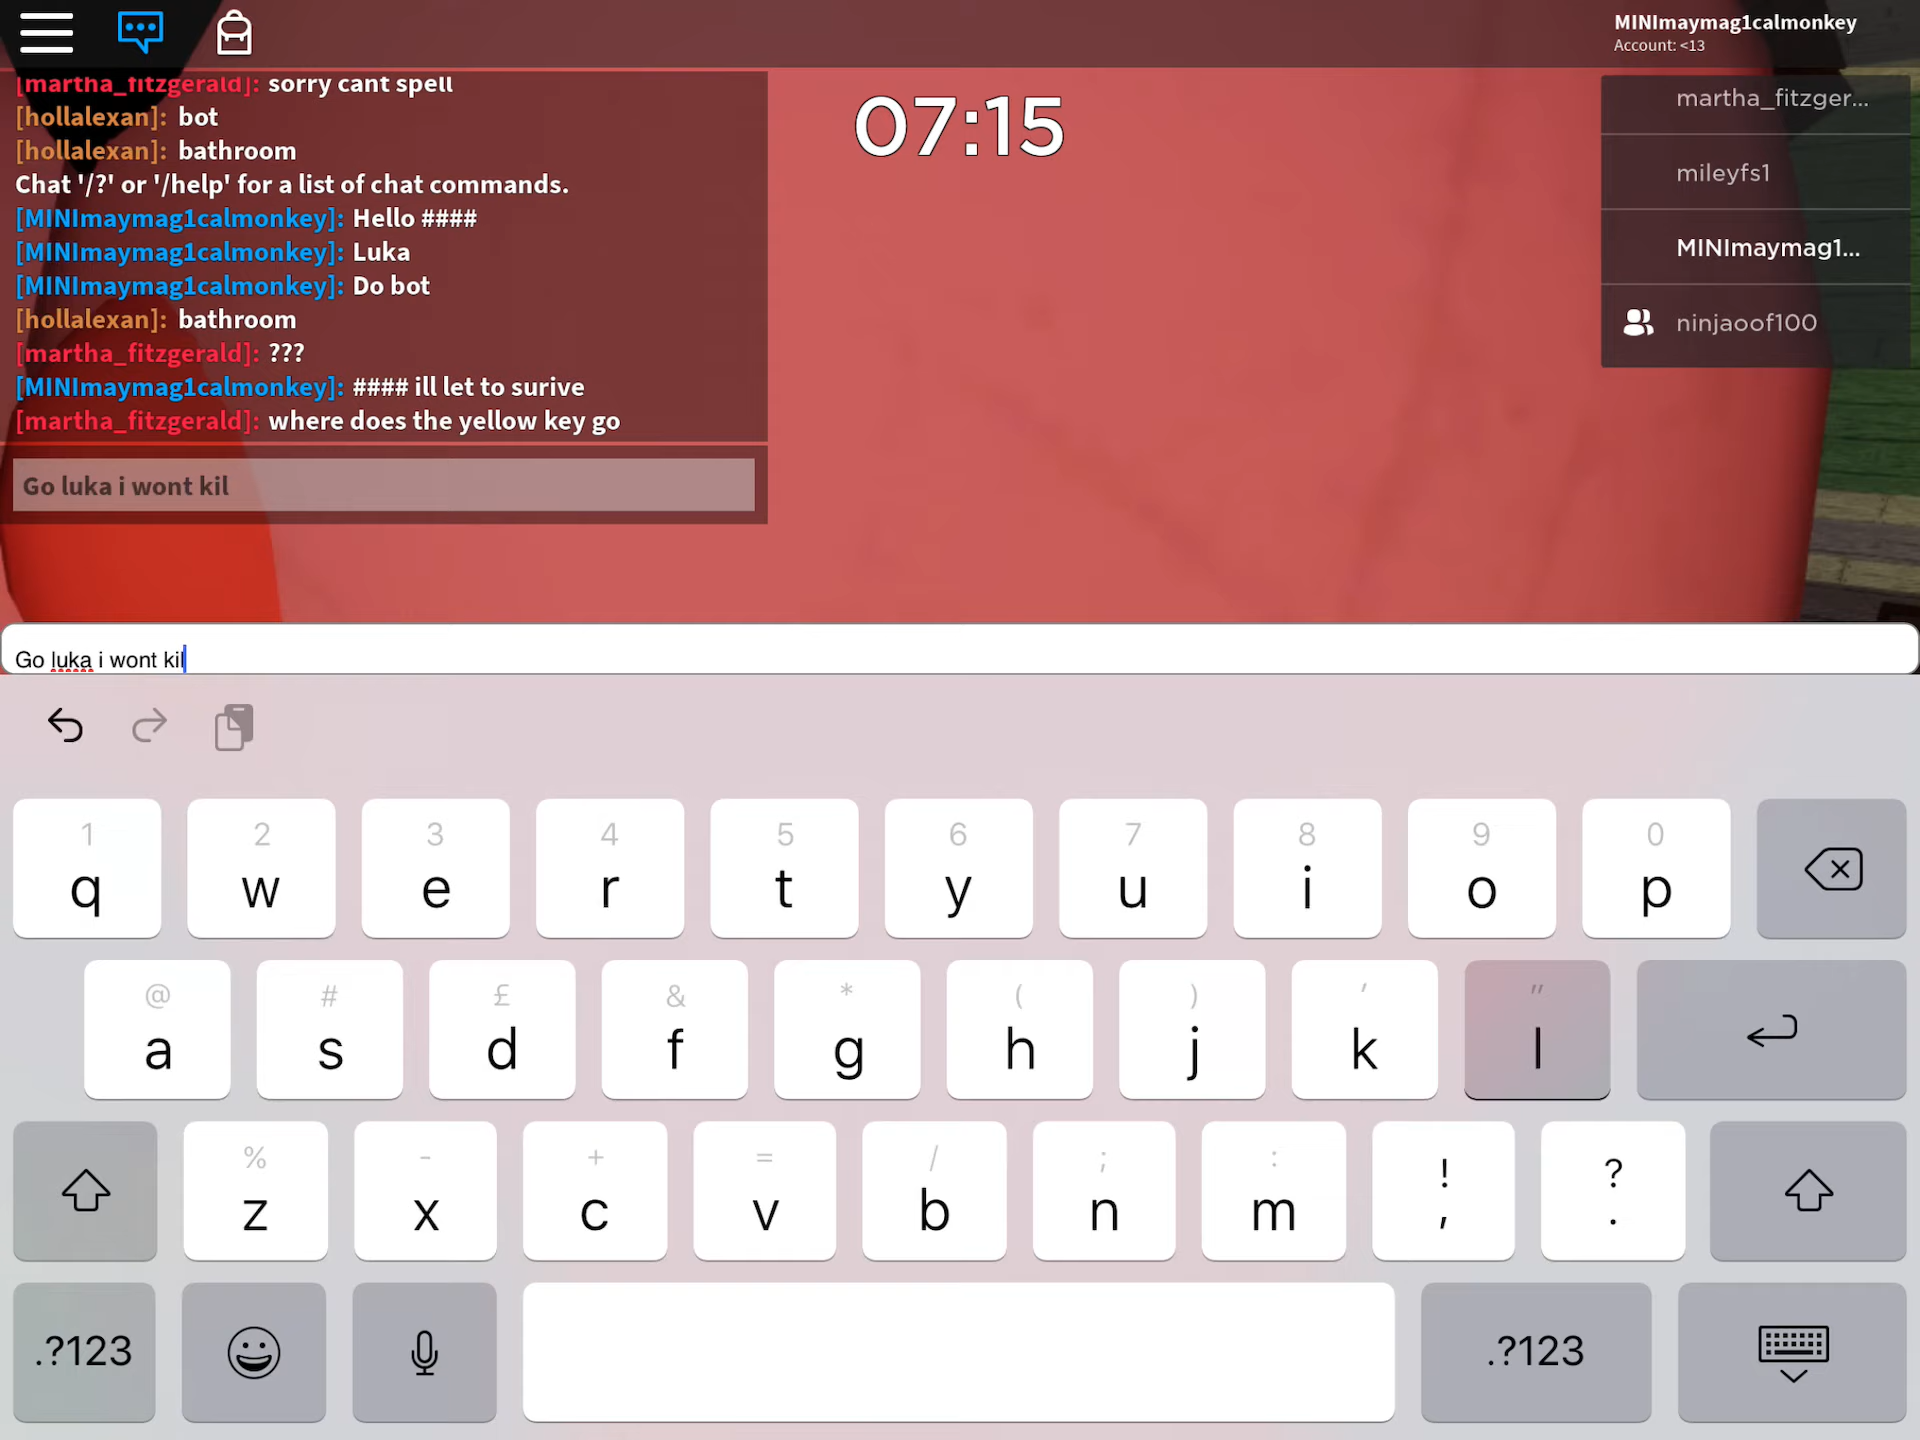 MINImaymag1calmonkey
Account: <13
[martha_fitzgerald]: sorry cant spell
[hollalexan]: bot
[hollalexan]: bathroom
Chat '/?' or '/help' for a list of chat commands.
[MINImaymag1calmonkey]: Hello ####
[MINImaymag1calmonkey]: Luka
[MINImaymag1calmonkey]: Do bot
[hollalexan]: bathroom
[martha_fitzgerald]: ???
[MINImaymag1calmonkey]: #### ill let to surive
[martha_fitzgerald]: where does the yellow key go
Go luka i wont kil
07:15
martha_fitzger...
mileyfs1
MINImaymag1...
ninjaoof100
Go luka i wont kil
1 2 3 4 5 6 7 8 9 0
q w e r t y u i o p
@ # £ & * ( ) ' "
a s d f g h j k l
% - + = / ; : ! ?
z x c v b n m , .
.?123 .?123